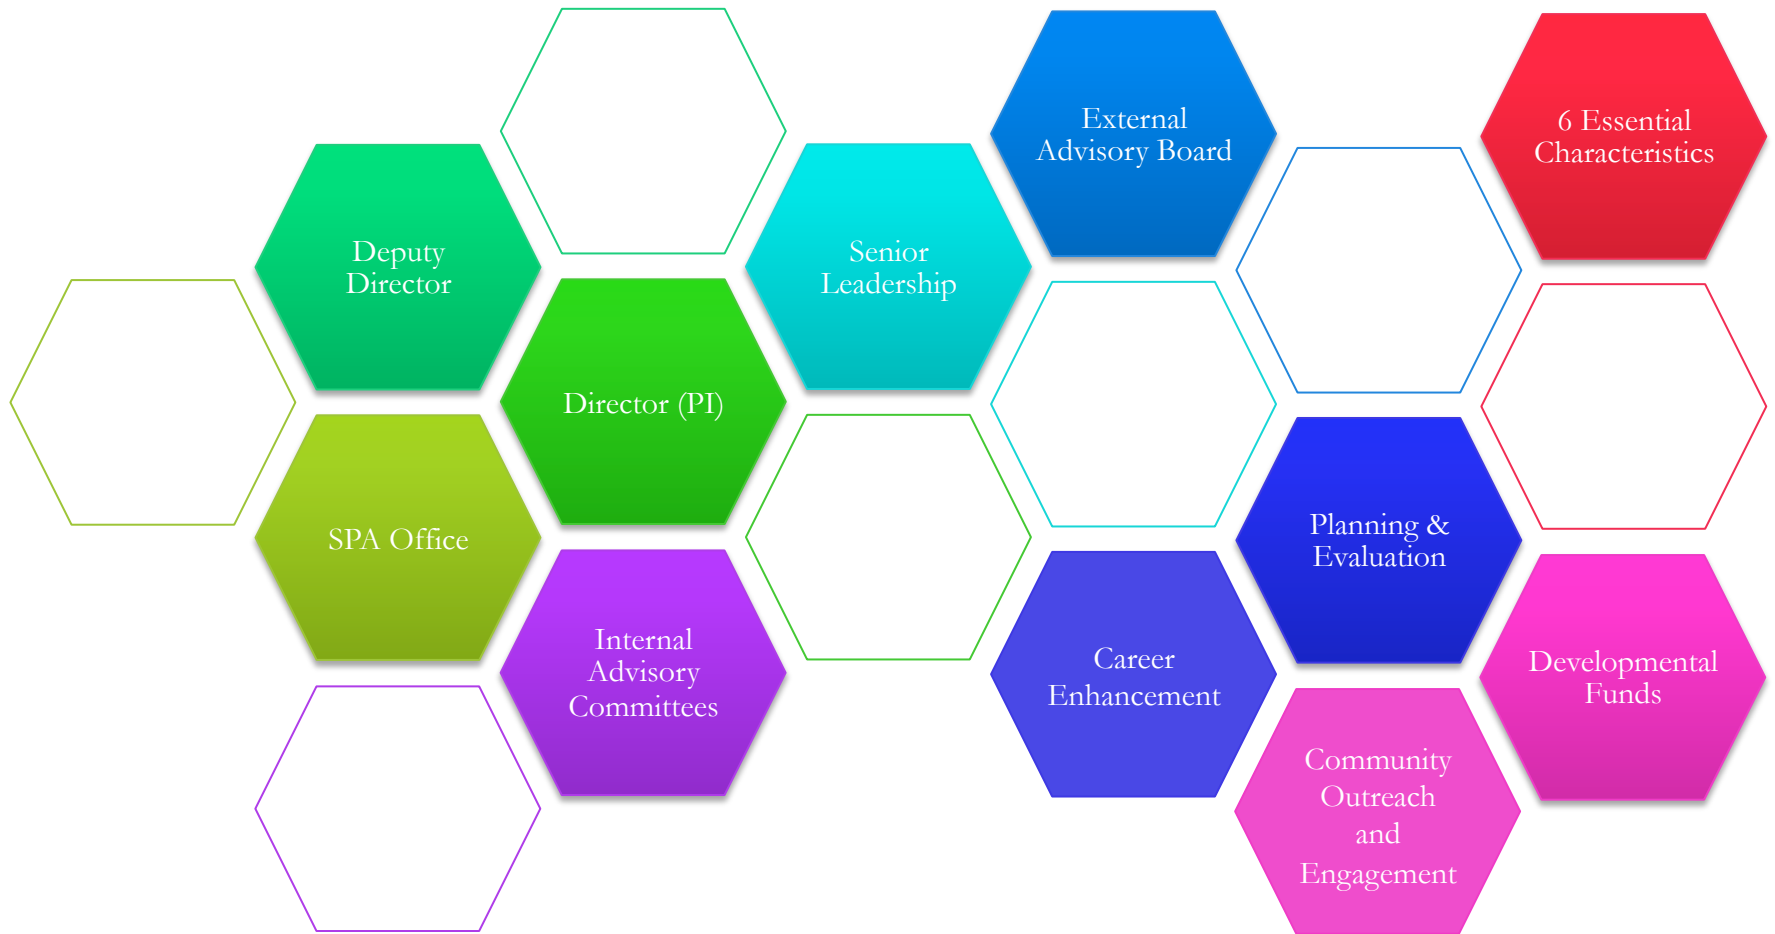 External
Advisory Board
6 Essential
Characteristics
Deputy
Director
Senior
Leadership
Director (PI)
SPA Office
Planning &
Evaluation
Internal
Advisory
Committees
Career
Enhancement
Developmental
Funds
Community
Outreach
and
Engagement